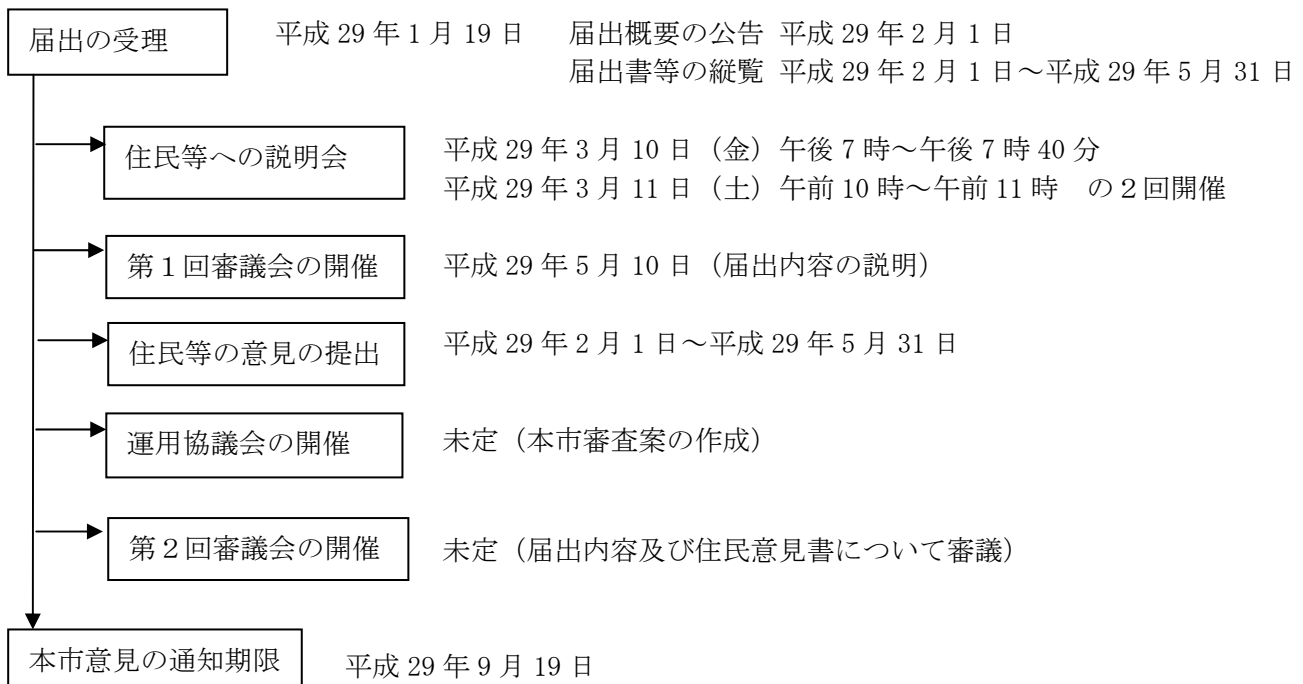 届出の受理 平成 29 年 1 月 19 日 届出概要の公告 平成 29 年 2 月 1 日
届出書等の縦覧 平成 29 年 2 月 1 日～平成 29 年 5 月 31 日
住民等への説明会 平成 29 年 3 月 10 日（金）午後 7 時～午後 7 時 40 分
平成 29 年 3 月 11 日（土）午前 10 時～午前 11 時 の２回開催
第１回審議会の開催 平成 29 年 5 月 10 日（届出内容の説明）
住民等の意見の提出 平成 29 年 2 月 1 日～平成 29 年 5 月 31 日
運用協議会の開催 未定（本市審査案の作成）
第２回審議会の開催 未定（届出内容及び住民意見書について審議）
本市意見の通知期限 平成 29 年 9 月 19 日